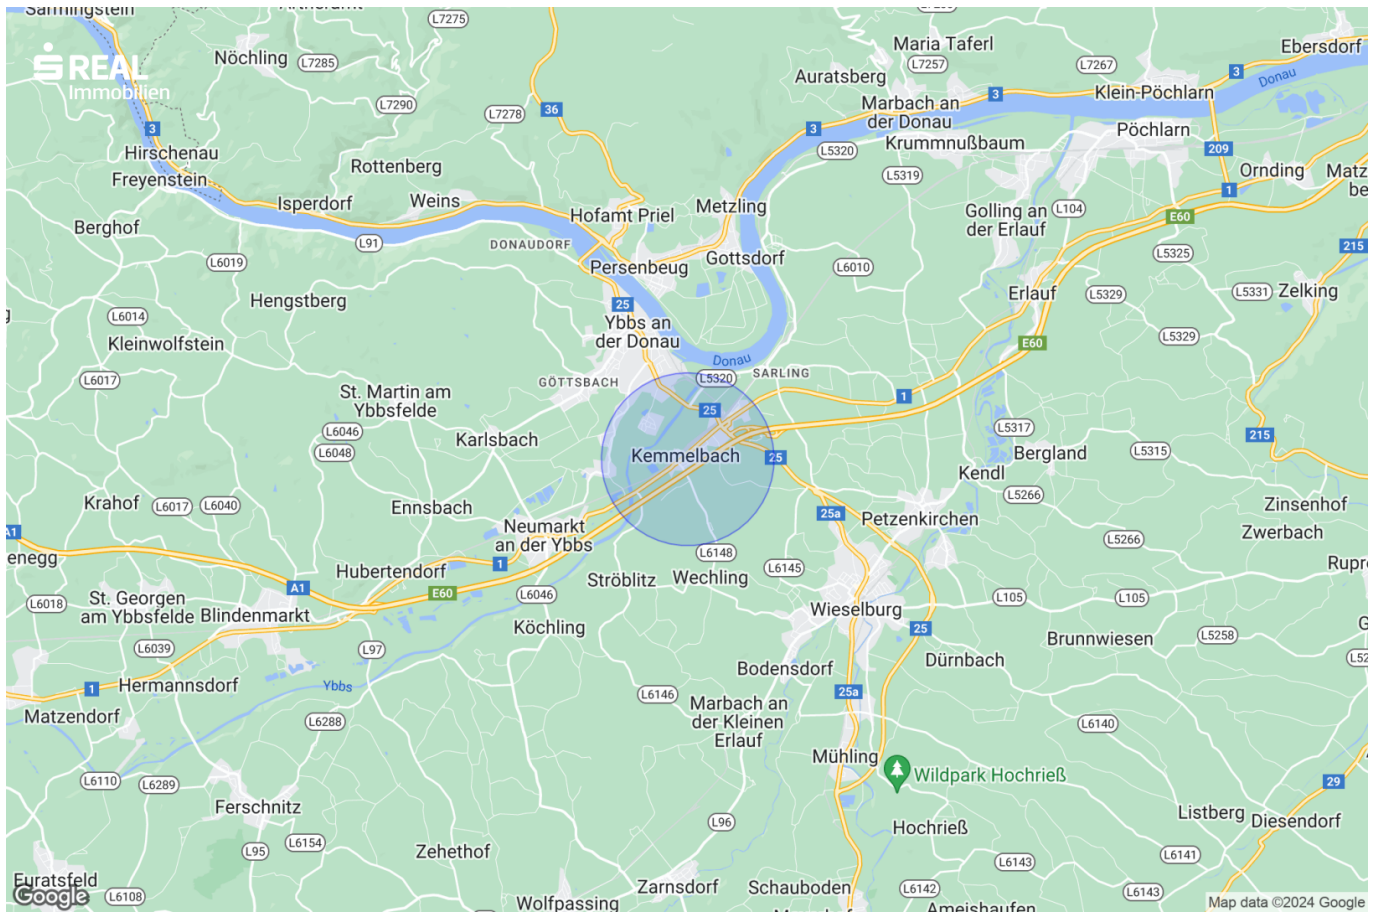 Sarmingstein
L7275
Nöchling
L7285
REAL
Immobilien
L7290
L7278
36
Maria Taferl
L7257
L7267
Ebersdorf
3
Donau
Auratsberg
3
Klein-Pöchlarn
Marbach an
der Donau
3
Pöchlarn
3
Hirschenau
Freyenstein
Rottenberg
L5320
Krummnußbaum
209
L5319
1
Ornding
Isperdorf
Weins
Hofamt Priel
Metzling
Golling an
der Erlauf
L104
E60
Berghof
L91
DONAUDORF
215
L6019
Persenbeug
Gottsdorf
L6010
L5325
Hengstberg
25
Erlauf
L5329
L5331
Zelking
L6014
Ybbs an
der Donau
E60
L5329
Kleinwolfstein
Donau
L6017
GÖTTSBACH
L5320
SARLING
St. Martin am
Ybbsfelde
25
1
L6046
L5317
215
L6048
Karlsbach
Kemmelbach
25
Bergland
L5315
Kendl
L5266
Krahof
L6017
L6040
Ennsbach
Zinsenhof
A1
Neumarkt
an der Ybbs
25a
Petzenkirchen
Zwerbach
L5266
L6148
1
Hubertendorf
Ströblitz
Wechling
L6145
A1
E60
L6046
L6018
St. Georgen
am Ybbsfelde
Blindenmarkt
Wieselburg
L105
L105
Köchling
25
L6039
L97
Brunnwiesen
L5258
Dürnbach
Bodensdorf
Hermannsdorf
1
Ybbs
L6146
25a
Matzendorf
L6288
Marbach an
der Kleinen
Erlauf
L6140
Mühling
Wildpark Hochrieß
L6110
L6289
29
Ferschnitz
L96
Hochrieß
Listberg
Diesendorf
L6154
L95
Zehethof
L6143
L6141
Euratsfeld
Google
L6108
Zarnsdorf
Schauboden
L6142
L6143
Wolfpassing
Ameishaufen
Map data ©2024 Google